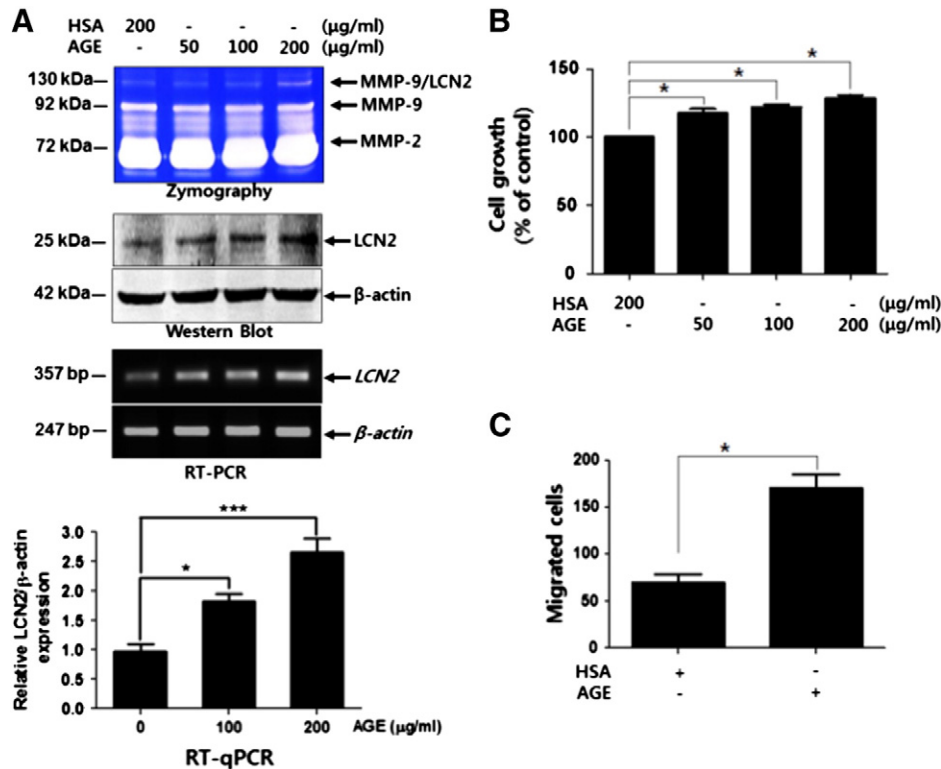 A
HSA 200 - - - (μg/ml)
AGE - 50 100 200 (μg/ml)
130 kDa MMP-9/LCN2
92 kDa MMP-9
72 kDa MMP-2
Zymography
25 kDa LCN2
42 kDa β-actin
Western Blot
357 bp LCN2
247 bp β-actin
RT-PCR
Relative LCN2/β-actin
expression
3.0
2.5
2.0
1.5
1.0
0.5
0.0
***
*
0 100 200 AGE (μg/ml)
RT-qPCR
B
Cell growth
(% of control)
150
100
50
0
*
*
*
HSA 200 - - - (μg/ml)
AGE - 50 100 200 (μg/ml)
C
Migrated cells
200
150
100
50
0
*
HSA + -
AGE - +